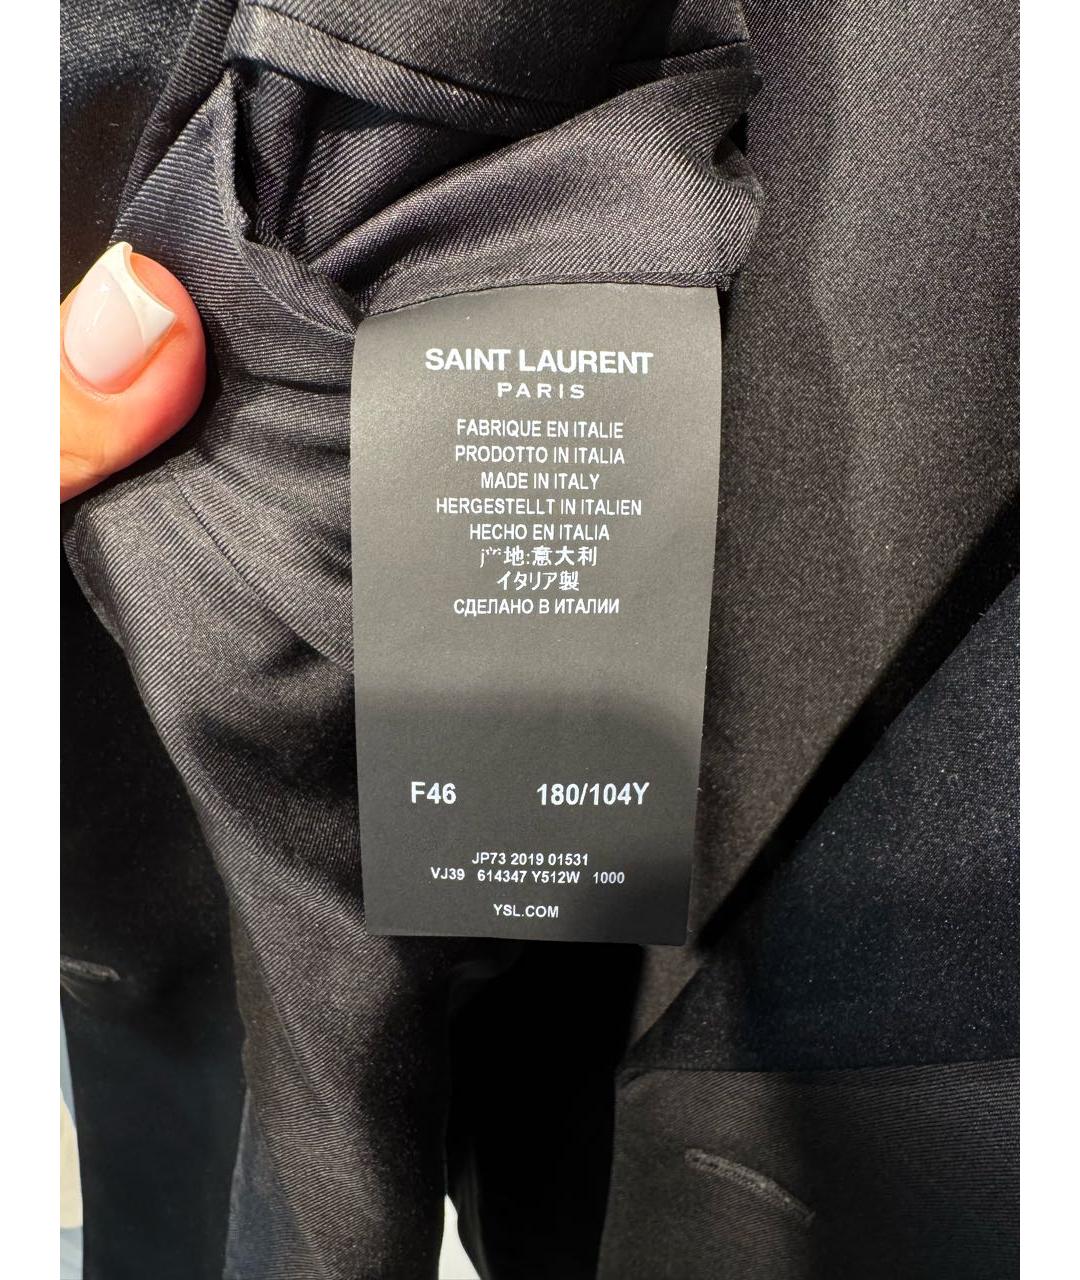 SAINT LAURENT
PARIS
FABRIQUE EN ITALIE
PRODOTTO IN ITALIA
MADE IN ITALY
HERGESTELLT IN ITALIEN
HECHO EN ITALIA
地:意大利
イタリア製
СДЕЛАНО В ИТАЛИИ
F46 180/104Y
JP73 2019 01531
VJ39 614347 Y512W 1000
YSL.COM